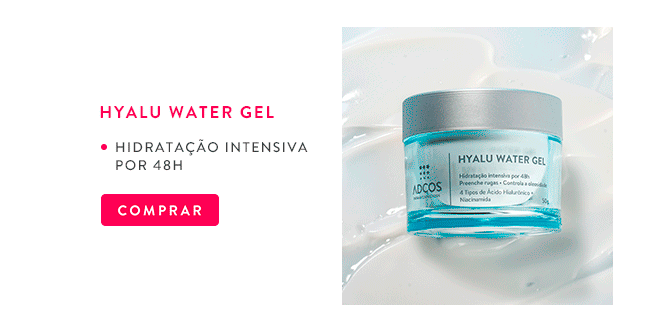 HYALU WATER GEL
• HIDRATAÇÃO INTENSIVA
POR 48H
COMPRAR
ADCOS
HYALU WATER GEL
Hidratação intensiva por 48h
Preenche rugas • Controla a oleosidade
4 Tipos de Ácido Hialurônico •
Niacinamida
50g